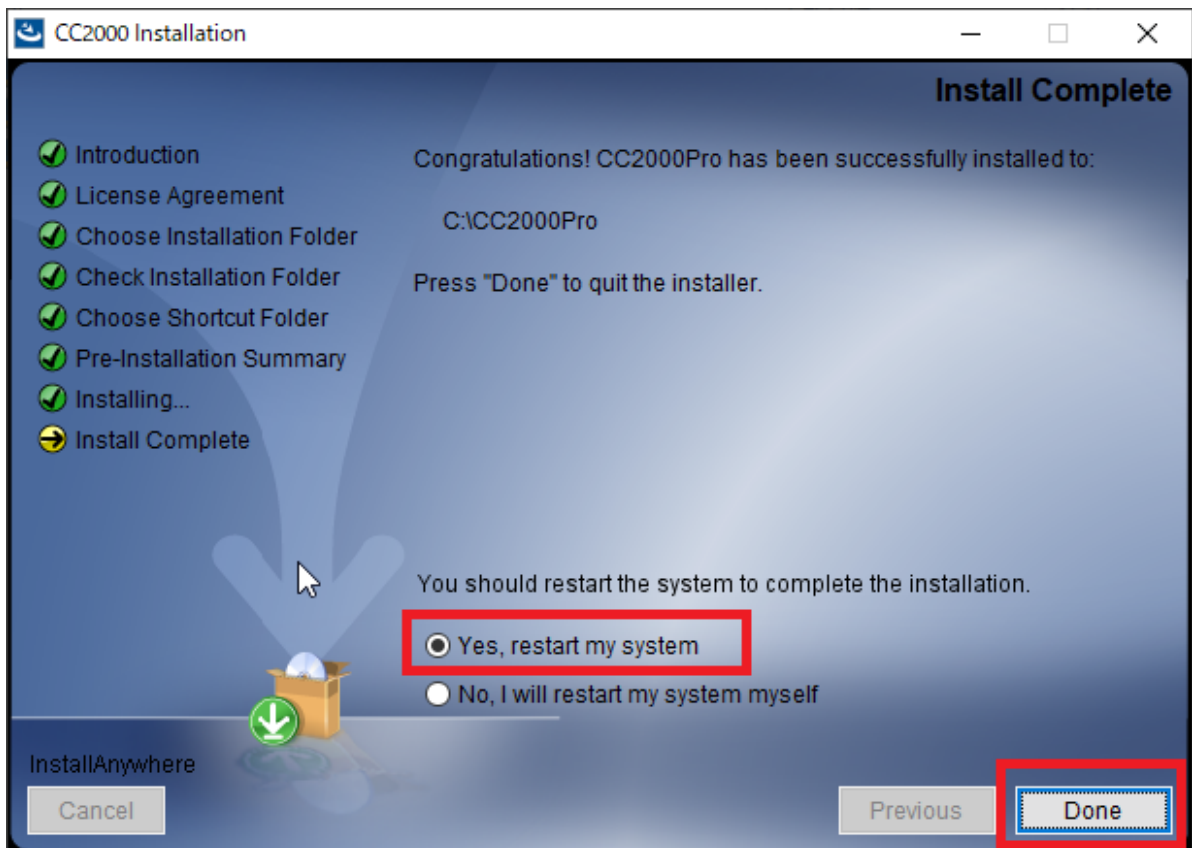 CC2000 Installation
Install Complete
Introduction
License Agreement
Choose Installation Folder
Check Installation Folder
Choose Shortcut Folder
Pre-Installation Summary
Installing...
Install Complete
Congratulations! CC2000Pro has been successfully installed to:
C:\CC2000Pro
Press "Done" to quit the installer.
You should restart the system to complete the installation.
Yes, restart my system
No, I will restart my system myself
InstallAnywhere
Cancel
Previous
Done